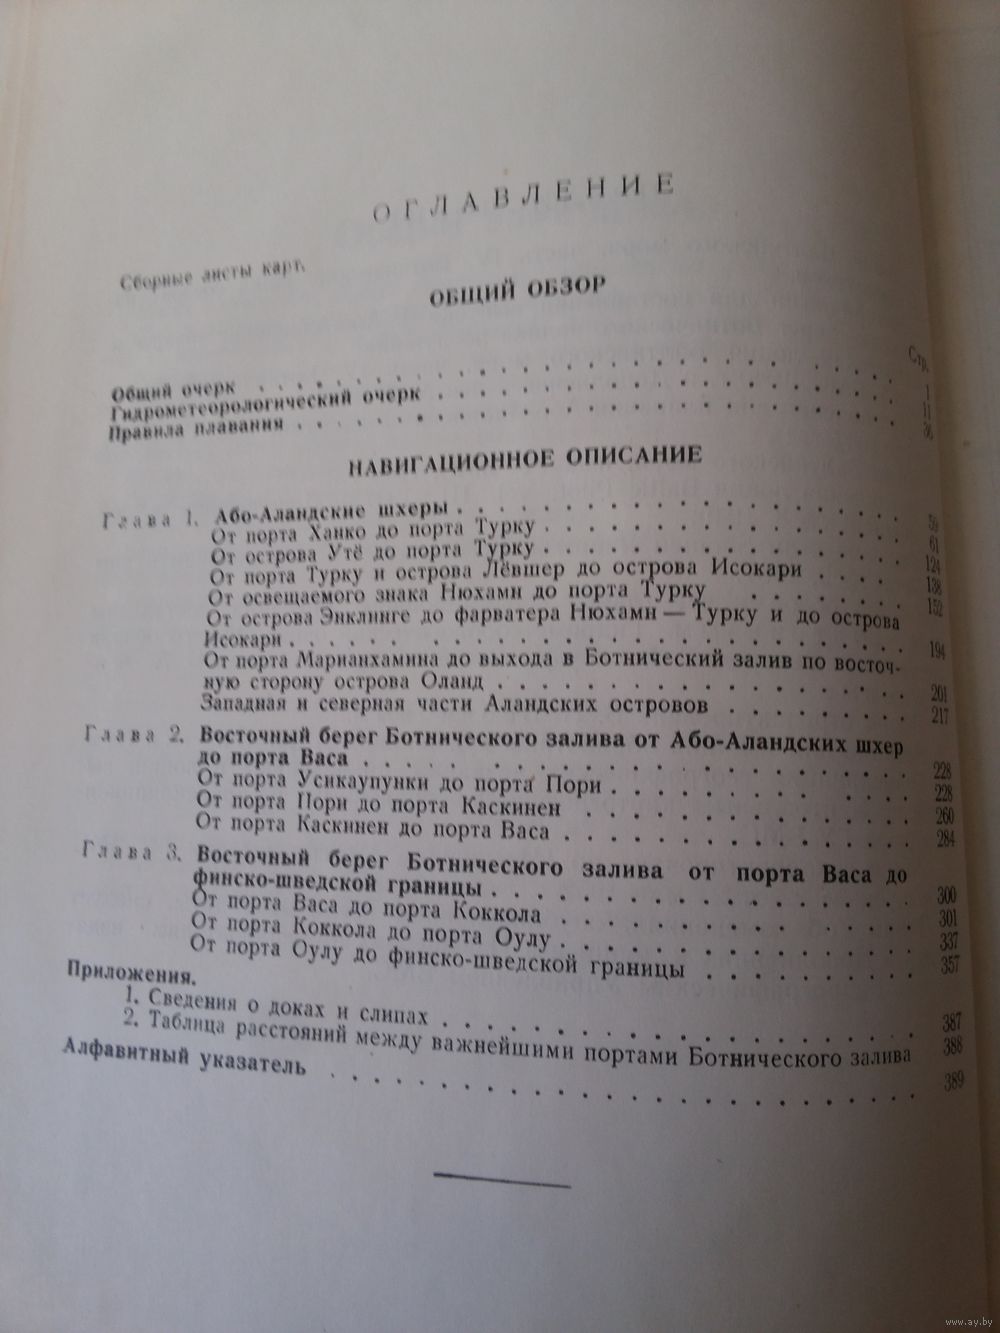 ОГЛАВЛЕНИЕ
Сборные листы карт.
ОБЩИЙ ОБЗОР
Стр.
Общий очерк . . . . . . . . . . . . . . . . . . . . 1
Гидрометеорологический очерк . . . . . . . . . . . . . . . 11
Правила плавания . . . . . . . . . . . . . . . . . . . . 36
НАВИГАЦИОННОЕ ОПИСАНИЕ
Глава 1. Або-Аландские шхеры . . . . . . . . . . . . . . . 59
От порта Ханко до порта Турку . . . . . . . . . . . . . 61
От острова Утё до порта Турку . . . . . . . . . . . . . 124
От порта Турку и острова Лёвшер до острова Исокари . . . . 138
От освещаемого знака Нюхамн до порта Турку . . . . . . . 152
От острова Энклинге до фарватера Нюхамн — Турку и до острова
Исокари . . . . . . . . . . . . . . . . . . . . 194
От порта Марианхамина до выхода в Ботнический залив по восточ-
ную сторону острова Оланд . . . . . . . . . . . . . . 201
Западная и северная части Аландских островов . . . . . . . 217
Глава 2. Восточный берег Ботнического залива от Або-Аландских шхер
до порта Васа . . . . . . . . . . . . . . . . . . 228
От порта Усикаупунки до порта Пори . . . . . . . . . . . 228
От порта Пори до порта Каскинен . . . . . . . . . . . . 260
От порта Каскинен до порта Васа . . . . . . . . . . . . 284
Глава 3. Восточный берег Ботнического залива от порта Васа до
финско-шведской границы . . . . . . . . . . . . . . . 300
От порта Васа до порта Коккола . . . . . . . . . . . . 301
От порта Коккола до порта Оулу . . . . . . . . . . . . 337
От порта Оулу до финско-шведской границы . . . . . . . . 357
Приложения.
1. Сведения о доках и слипах . . . . . . . . . . . . . . 387
2. Таблица расстояний между важнейшими портами Ботнического залива 388
Алфавитный указатель . . . . . . . . . . . . . . . . . . 389
www.ay.by